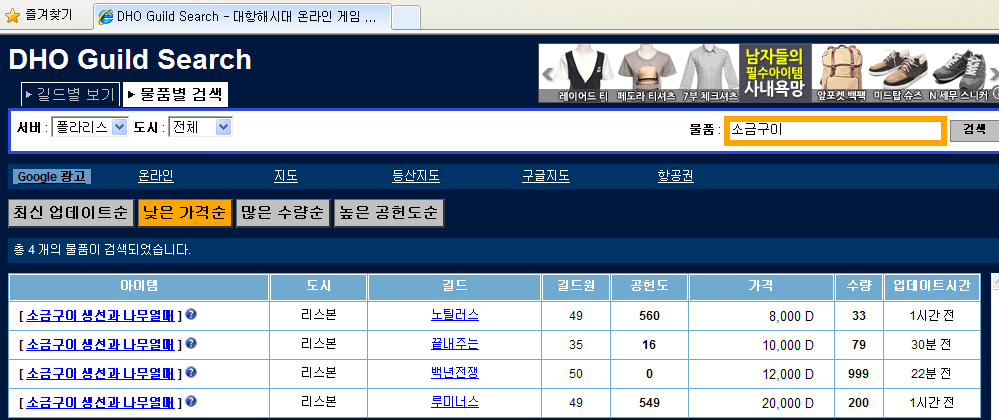 즐겨찾기
DHO Guild Search - 대항해시대 온라인 게임 ...
DHO Guild Search
길드별 보기
물품별 검색
레이어드 티
페도라 티셔츠
7부 체크셔츠
남자들의
필수아이템
사내욕망
앞포켓 백팩
미드탑 슈즈
N 세무 스니커
서버 : 폴라리스 도시 : 전체 물품 : 소금구이 검색
Google 광고 온라인 지도 등산지도 구글지도 항공권
최신 업데이트순 낮은 가격순 많은 수량순 높은 공헌도순
총 4 개의 물품이 검색되었습니다.
아이템 도시 길드 길드원 공헌도 가격 수량 업데이트시간
[ 소금구이 생선과 나무열매 ] ? 리스본 노틸러스 49 560 8,000 D 33 1시간 전
[ 소금구이 생선과 나무열매 ] ? 리스본 끝내주는 35 16 10,000 D 79 30분 전
[ 소금구이 생선과 나무열매 ] ? 리스본 백년전쟁 50 0 12,000 D 999 22분 전
[ 소금구이 생선과 나무열매 ] ? 리스본 루미너스 49 549 20,000 D 200 1시간 전